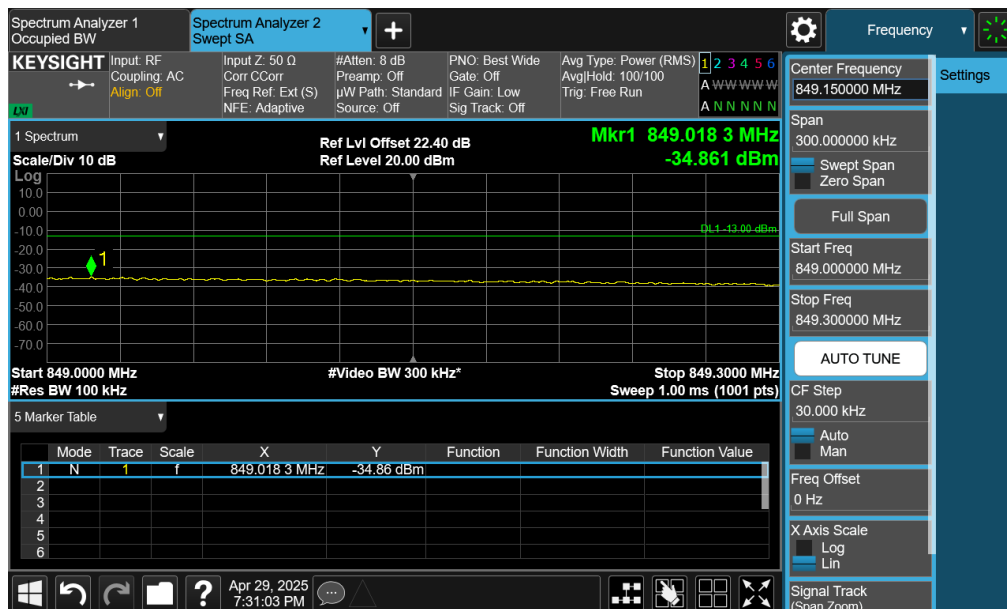 Spectrum Analyzer 1
Occupied BW
Spectrum Analyzer 2
Swept SA
Frequency
KEYSIGHT
LXI
Input: RF
Coupling: AC
Align: Off
Input Z: 50 Ω
Corr CCorr
Freq Ref: Ext (S)
NFE: Adaptive
#Atten: 8 dB
Preamp: Off
µW Path: Standard
Source: Off
PNO: Best Wide
Gate: Off
IF Gain: Low
Sig Track: Off
Avg Type: Power (RMS)
Avg|Hold: 100/100
Trig: Free Run
1 2 3 4 5 6
A W W W W W
A N N N N N
1 Spectrum
Scale/Div 10 dB
Ref Lvl Offset 22.40 dB
Ref Level 20.00 dBm
Mkr1 849.018 3 MHz
-34.861 dBm
Log
10.0
0.00
-10.0
-20.0
-30.0
-40.0
-50.0
-60.0
-70.0
DL1 -13.00 dBm
1
Start 849.0000 MHz
#Res BW 100 kHz
#Video BW 300 kHz*
Stop 849.3000 MHz
Sweep 1.00 ms (1001 pts)
5 Marker Table
Mode Trace Scale X Y Function Function Width Function Value
1 N 1 f 849.018 3 MHz -34.86 dBm
2
3
4
5
6
Apr 29, 2025
7:31:03 PM
Center Frequency
849.150000 MHz
Settings
Span
300.000000 kHz
Swept Span
Zero Span
Full Span
Start Freq
849.000000 MHz
Stop Freq
849.300000 MHz
AUTO TUNE
CF Step
30.000 kHz
Auto
Man
Freq Offset
0 Hz
X Axis Scale
Log
Lin
Signal Track
(Span Zoom)